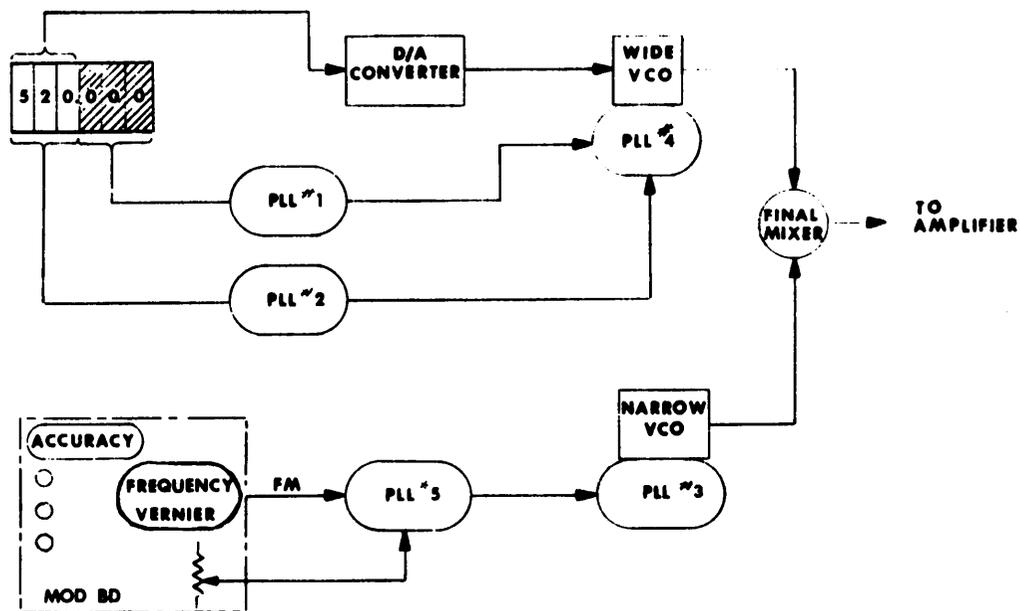 D/A
CONVERTER
WIDE
VCO
5 2 0. 0 0 0
PLL #4
PLL #1
FINAL
MIXER
TO
AMPLIFIER
PLL #2
NARROW
VCO
ACCURACY
FREQUENCY
VERNIER
FM
PLL #5
PLL #3
MOD BD